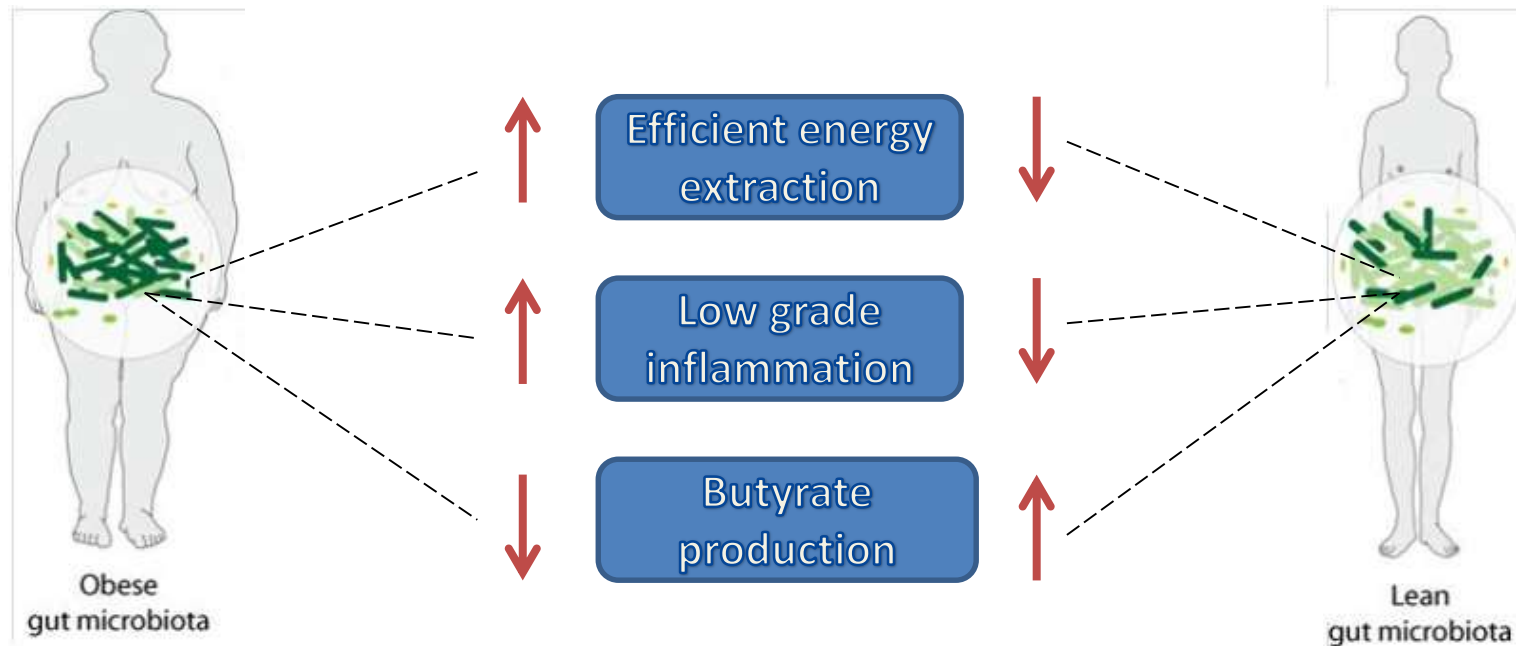 Efficient energy
extraction
Low grade
inflammation
Butyrate
production
Obese
gut microbiota
Lean
gut microbiota